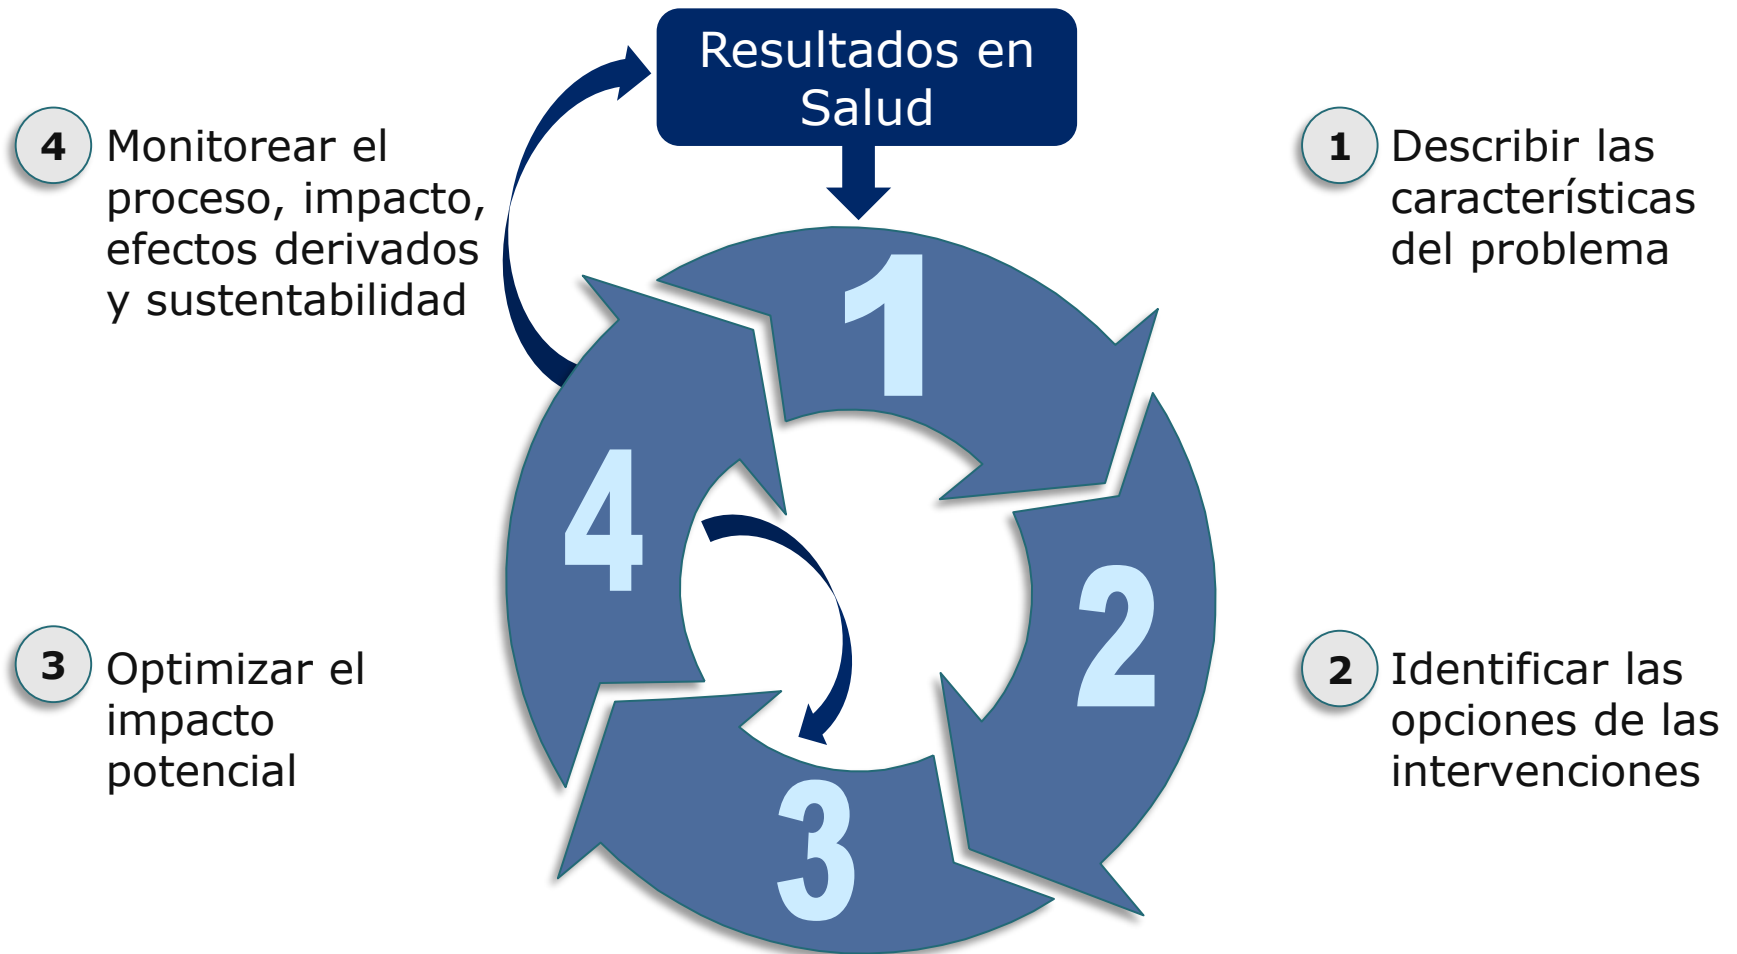 Resultados en
Salud
4
Monitorear el
proceso, impacto,
efectos derivados
y sustentabilidad
1
Describir las
características
del problema
1
4
2
3
3
Optimizar el
impacto
potencial
2
Identificar las
opciones de las
intervenciones